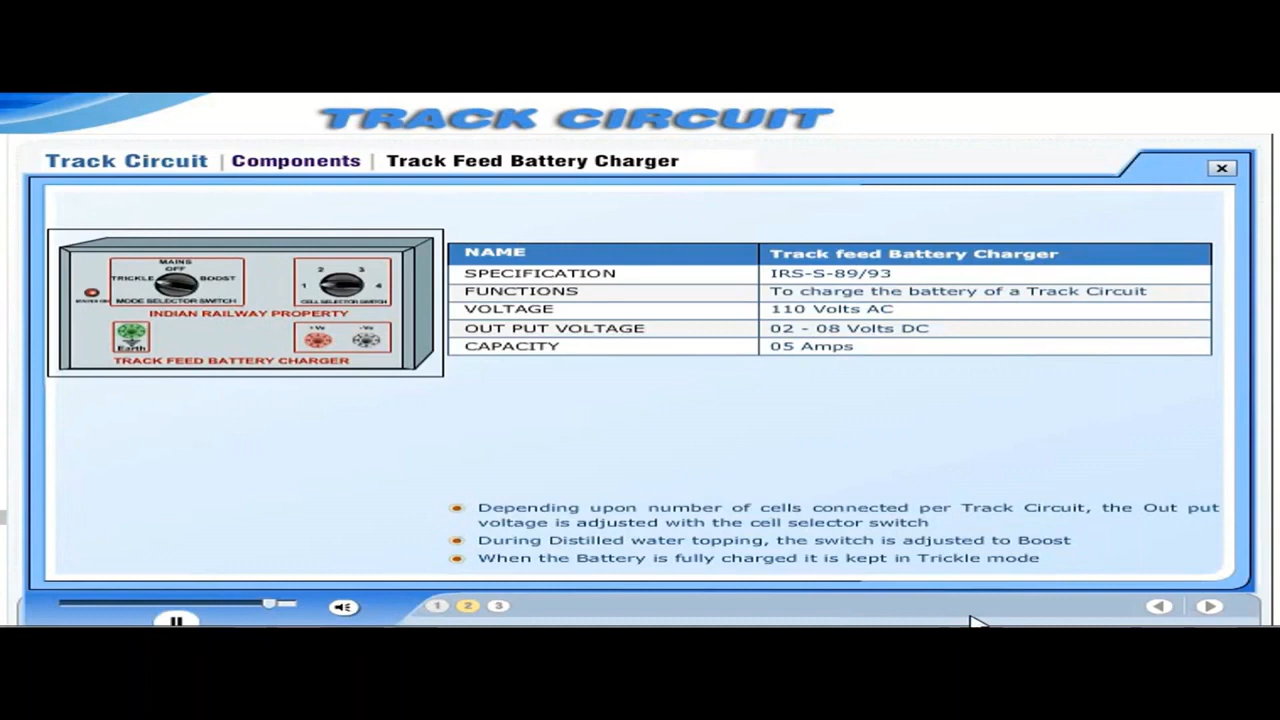 TRACK CIRCUIT
Track Circuit | Components | Track Feed Battery Charger
MAINS
OFF
TRICKLE
BOOST
MODE SELECTOR SWITCH
1
2
3
4
CELL SELECTOR SWITCH
INDIAN RAILWAY PROPERTY
Earth
+Ve
-Ve
TRACK FEED BATTERY CHARGER
NAME Track feed Battery Charger
SPECIFICATION IRS-S-89/93
FUNCTIONS To charge the battery of a Track Circuit
VOLTAGE 110 Volts AC
OUT PUT VOLTAGE 02 - 08 Volts DC
CAPACITY 05 Amps
Depending upon number of cells connected per Track Circuit, the Out put
voltage is adjusted with the cell selector switch
During Distilled water topping, the switch is adjusted to Boost
When the Battery is fully charged it is kept in Trickle mode
1 2 3